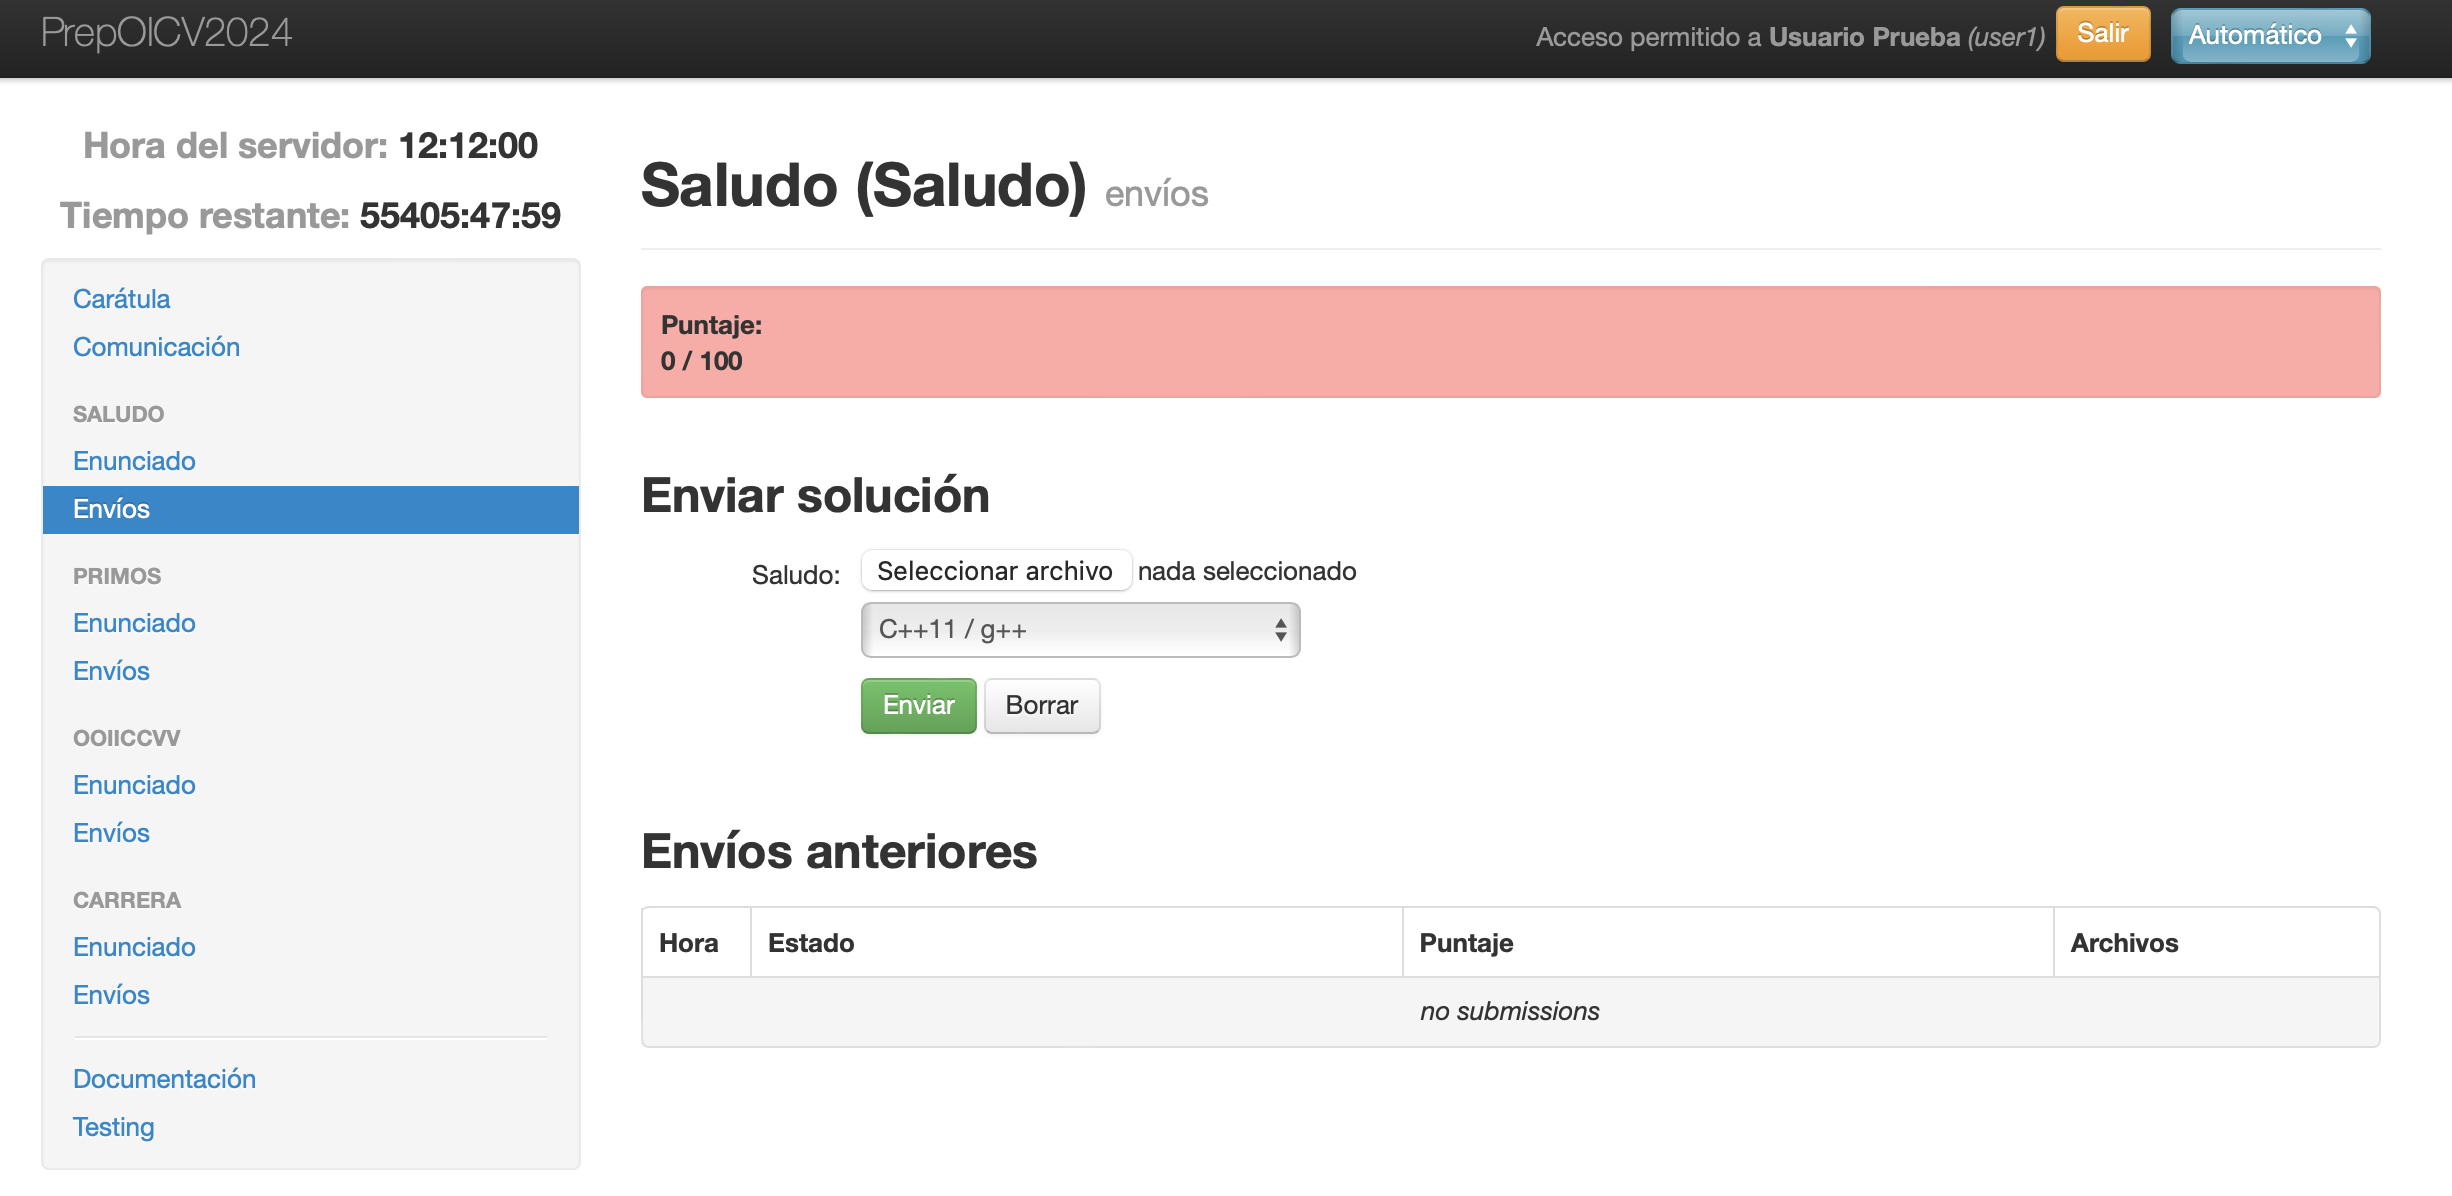 PrepOICV2024
Acceso permitido a Usuario Prueba (user1) Salir Automático
Hora del servidor: 12:12:00
Tiempo restante: 55405:47:59
Carátula
Comunicación
SALUDO
Enunciado
Envíos
PRIMOS
Enunciado
Envíos
OOIICCVV
Enunciado
Envíos
CARRERA
Enunciado
Envíos
Documentación
Testing
Saludo (Saludo) envíos
Puntaje:
0 / 100
Enviar solución
Saludo: Seleccionar archivo nada seleccionado
C++11 / g++
Enviar Borrar
Envíos anteriores
Hora Estado Puntaje Archivos
no submissions